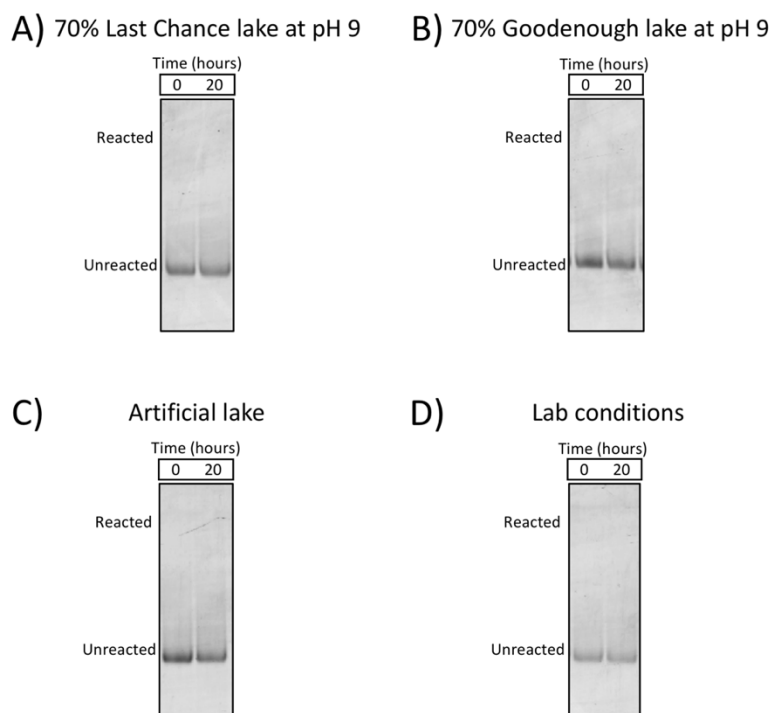 A) 70% Last Chance lake at pH 9
Time (hours)
0 20
Reacted
Unreacted
B) 70% Goodenough lake at pH 9
Time (hours)
0 20
Reacted
Unreacted
C) Artificial lake
Time (hours)
0 20
Reacted
Unreacted
D) Lab conditions
Time (hours)
0 20
Reacted
Unreacted